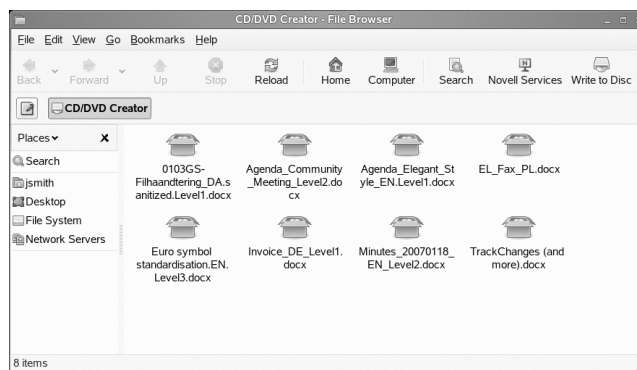 CD/DVD Creator - File Browser
File Edit View Go Bookmarks Help
Back Forward Up Stop Reload Home Computer Search Novell Services Write to Disc
CD/DVD Creator
Places
Search
jsmith
Desktop
File System
Network Servers
0103GS-
Filhaandtering_DA.s
anitized.Level1.docx
Agenda_Community
_Meeting_Level2.do
cx
Agenda_Elegant_St
yle_EN.Level1.docx
EL_Fax_PL.docx
Euro symbol
standardisation.EN.
Level3.docx
Invoice_DE_Level1.
docx
Minutes_20070118_
EN_Level2.docx
TrackChanges (and
more).docx
8 items